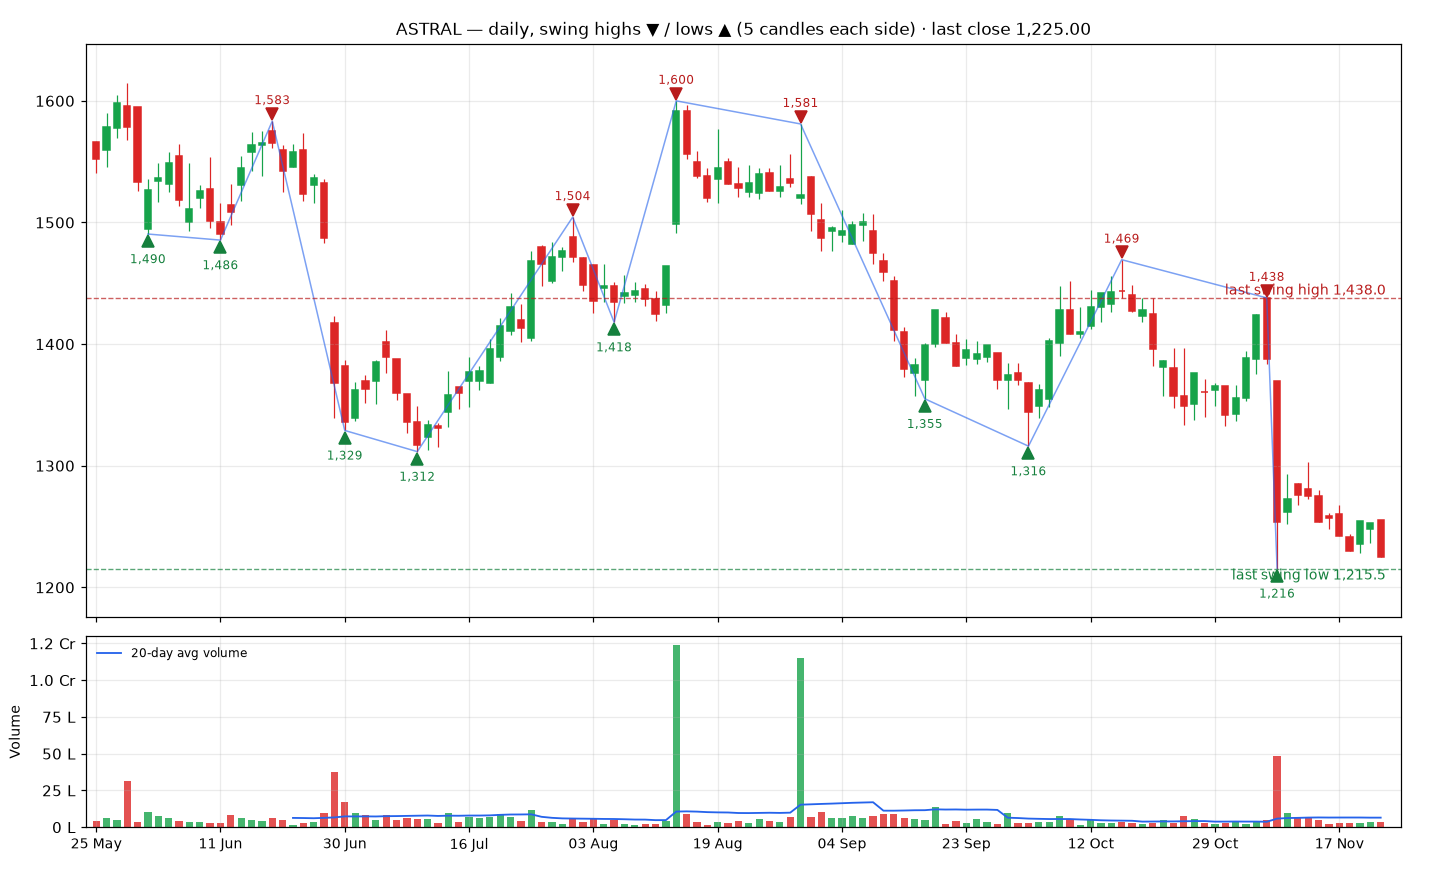 ASTRAL — daily, swing highs ▼ / lows ▲ (5 candles each side) · last close 1,225.00
1600
1500
1400
1300
1200
1,490
1,486
1,583
1,329
1,312
1,504
1,418
1,600
1,581
1,355
1,316
1,469
1,438
last swing high 1,438.0
last swing low 1,215.5
1,216
Volume
1.2 Cr
1.0 Cr
75 L
50 L
25 L
0 L
20-day avg volume
25 May
11 Jun
30 Jun
16 Jul
03 Aug
19 Aug
04 Sep
23 Sep
12 Oct
29 Oct
17 Nov